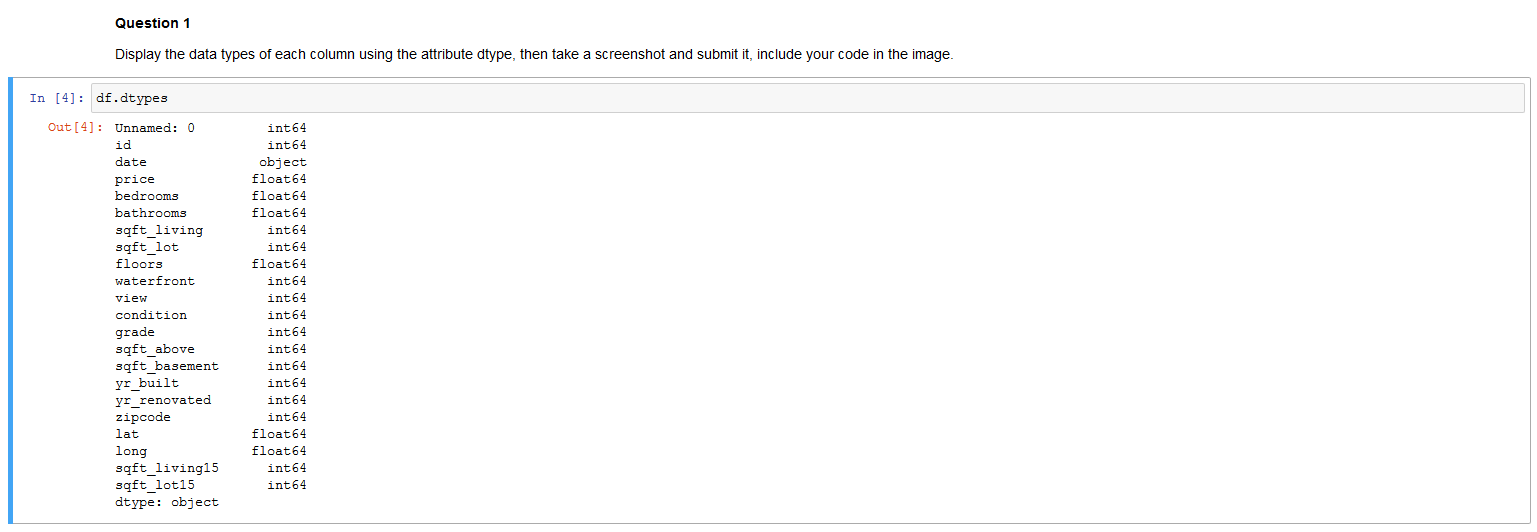 Question 1
Display the data types of each column using the attribute dtype, then take a screenshot and submit it, include your code in the image.
In [4]: df.dtypes
Out[4]: Unnamed: 0 int64
id int64
date object
price float64
bedrooms float64
bathrooms float64
sqft_living int64
sqft_lot int64
floors float64
waterfront int64
view int64
condition int64
grade int64
sqft_above int64
sqft_basement int64
yr_built int64
yr_renovated int64
zipcode int64
lat float64
long float64
sqft_living15 int64
sqft_lot15 int64
dtype: object